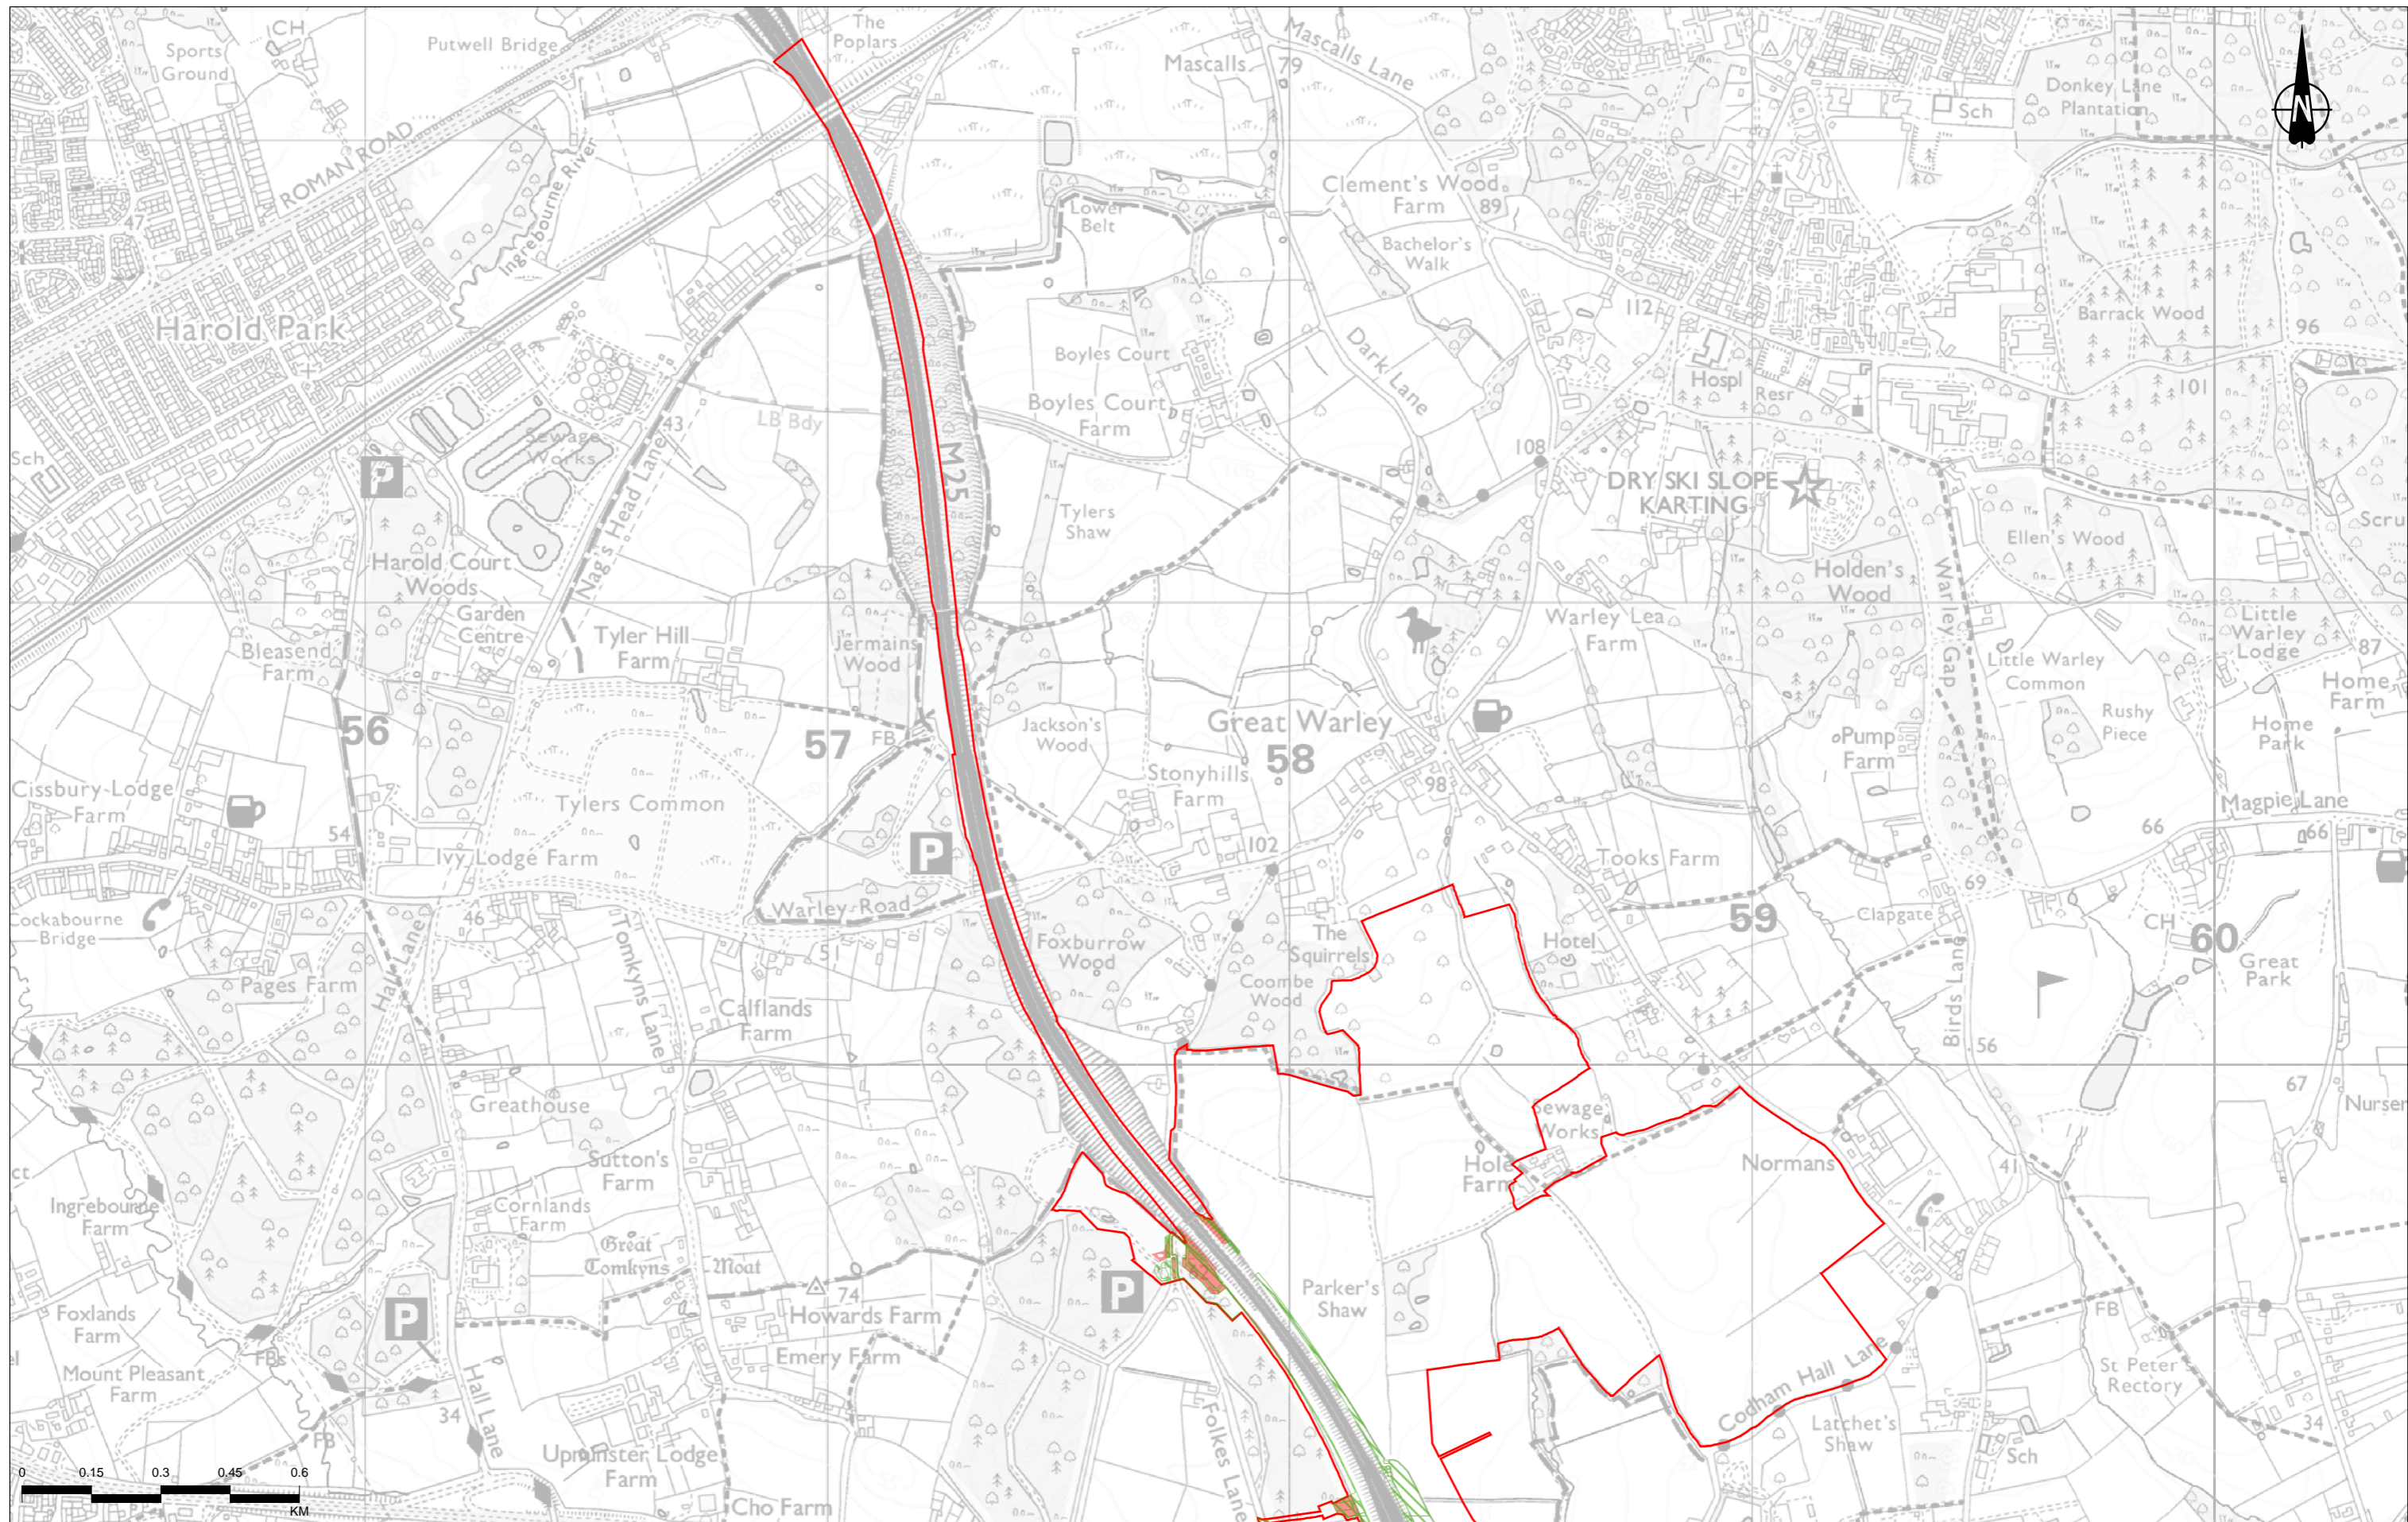 CH
Sports
Ground
Putwell Bridge
The
Poplars
Mascalls
79
Mascalls Lane
Sch
Donkey Lane
Plantation
N
ROMAN ROAD
47
Ingrebourne River
Lower
Belt
Clement's Wood
Farm
89
Bachelor's
Walk
Harold Park
112
Barrack Wood
96
Boyles Court
Dark Lane
Hospl
Resr
101
Boyles Court
Farm
LB Bdy
43
Sewage
Works
Sch
P
M25
108
DRY SKI SLOPE
KARTING
Tylers
Shaw
Nags Head Lane
Ellen's Wood
Scru
Harold Court
Woods
Holden's
Wood
Warley Gap
Garden
Centre
Tyler Hill
Farm
Jermains
Wood
Warley Lea
Farm
Little
Warley
Lodge
87
Bleasend
Farm
Little Warley
Common
Home
Farm
56
57
FB
Jackson's
Wood
Great Warley
58
Pump
Farm
Rushy
Piece
Home
Park
Cissbury Lodge
Farm
Tylers Common
Stonyhills
Farm
98
Magpie Lane
66
66
54
Ivy Lodge Farm
P
102
Tooks Farm
69
Cockabourne
Bridge
46
Warley Road
51
59
Clapgate
CH
60
Hall Lane
Tomkyns Lane
Foxburrow
Wood
The
Squirrels
Hotel
Great
Park
Pages Farm
Coombe
Wood
Birds Lane
Calflands
Farm
56
67
Nurser
Greathouse
Sewage
Works
Sutton's
Farm
Hole
Farm
Normans
41
Ingrebourne
Farm
Cornlands
Farm
Great
Tomkyns
Moat
74
P
Parker's
Shaw
Foxlands
Farm
P
Howards Farm
FB
FBs
Emery Farm
Mount Pleasant
Farm
Codham Hall Lane
St Peter
Rectory
34
Hall Lane
Folkes Lane
Latchet's
Shaw
34
FB
Sch
Upminster Lodge
Farm
Cho Farm
0 0.15 0.3 0.45 0.6
KM